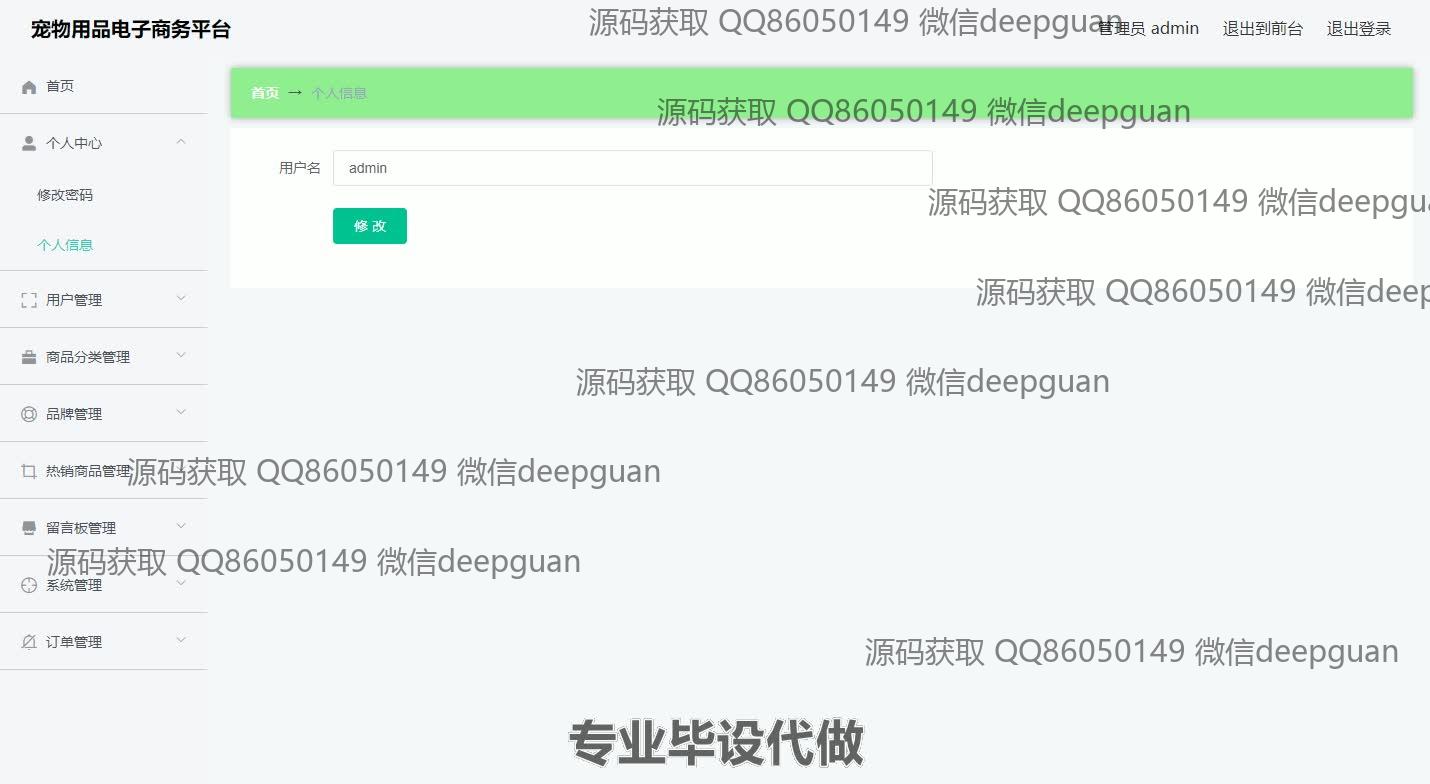 宠物用品电子商务平台
源码获取 QQ86050149 微信deepguan
管理员 admin
退出到前台
退出登录
首页
首页 → 个人信息
源码获取 QQ86050149 微信deepguan
个人中心
用户名
admin
修改密码
源码获取 QQ86050149 微信deepgu
修 改
个人信息
用户管理
源码获取 QQ86050149 微信deep
商品分类管理
源码获取 QQ86050149 微信deepguan
品牌管理
热销商品管理
源码获取 QQ86050149 微信deepguan
留言板管理
源码获取 QQ86050149 微信deepguan
系统管理
订单管理
源码获取 QQ86050149 微信deepguan
专业毕设代做